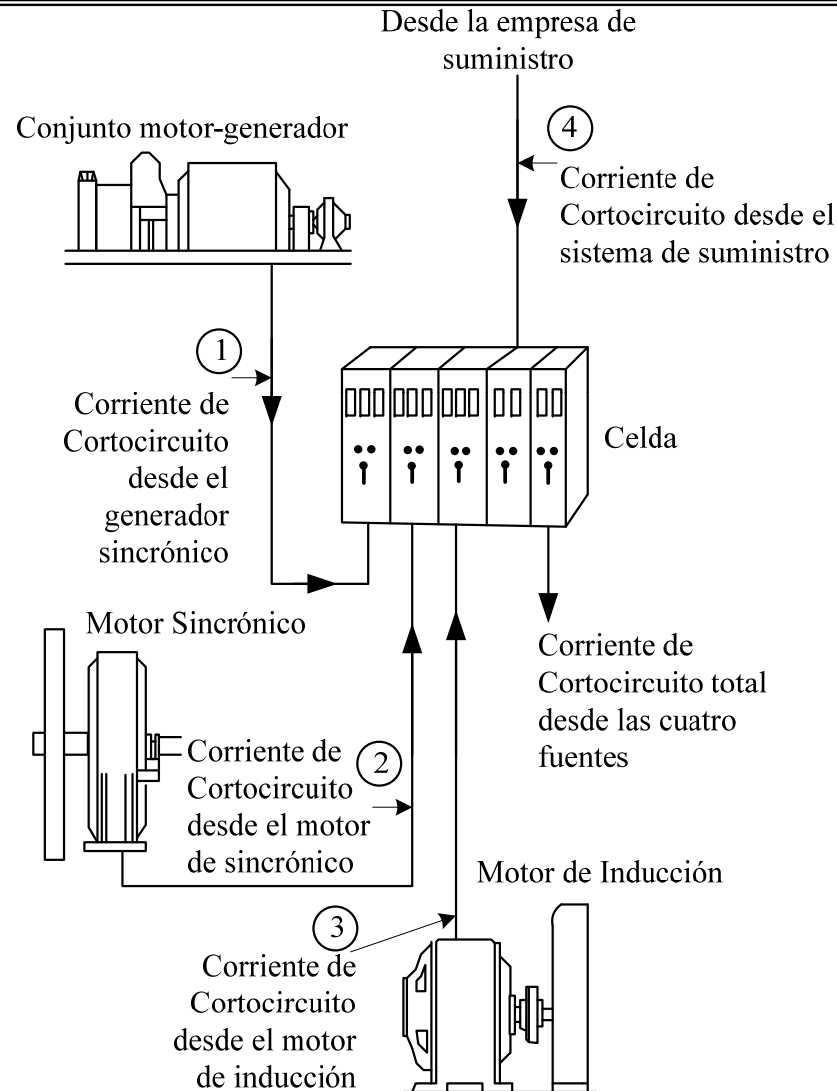 Desde la empresa de
suministro
Conjunto motor-generador
4
Corriente de
Cortocircuito desde el
sistema de suministro
1
Corriente de
Cortocircuito
desde el
generador
sincrónico
Celda
Motor Sincrónico
Corriente de
Cortocircuito total
desde las cuatro
fuentes
2
Corriente de
Cortocircuito
desde el motor
de sincrónico
Motor de Inducción
3
Corriente de
Cortocircuito
desde el motor
de inducción